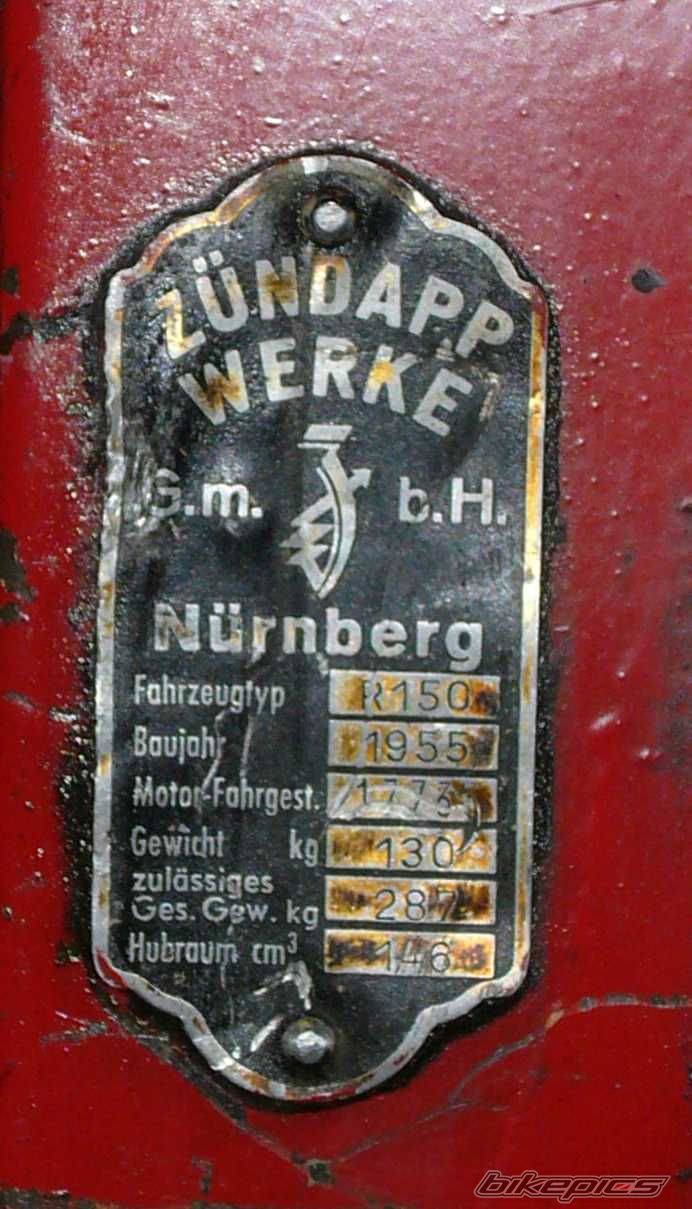 ZÜNDAPP
WERKE
G.m. b.H.
Nürnberg
Fahrzeugtyp R150
Baujahr 1955
Motor-Fahrgest.
Gewicht kg 130
zulässiges
Ges. Gew. kg 287
Hubraum cm³ 146
bikepics